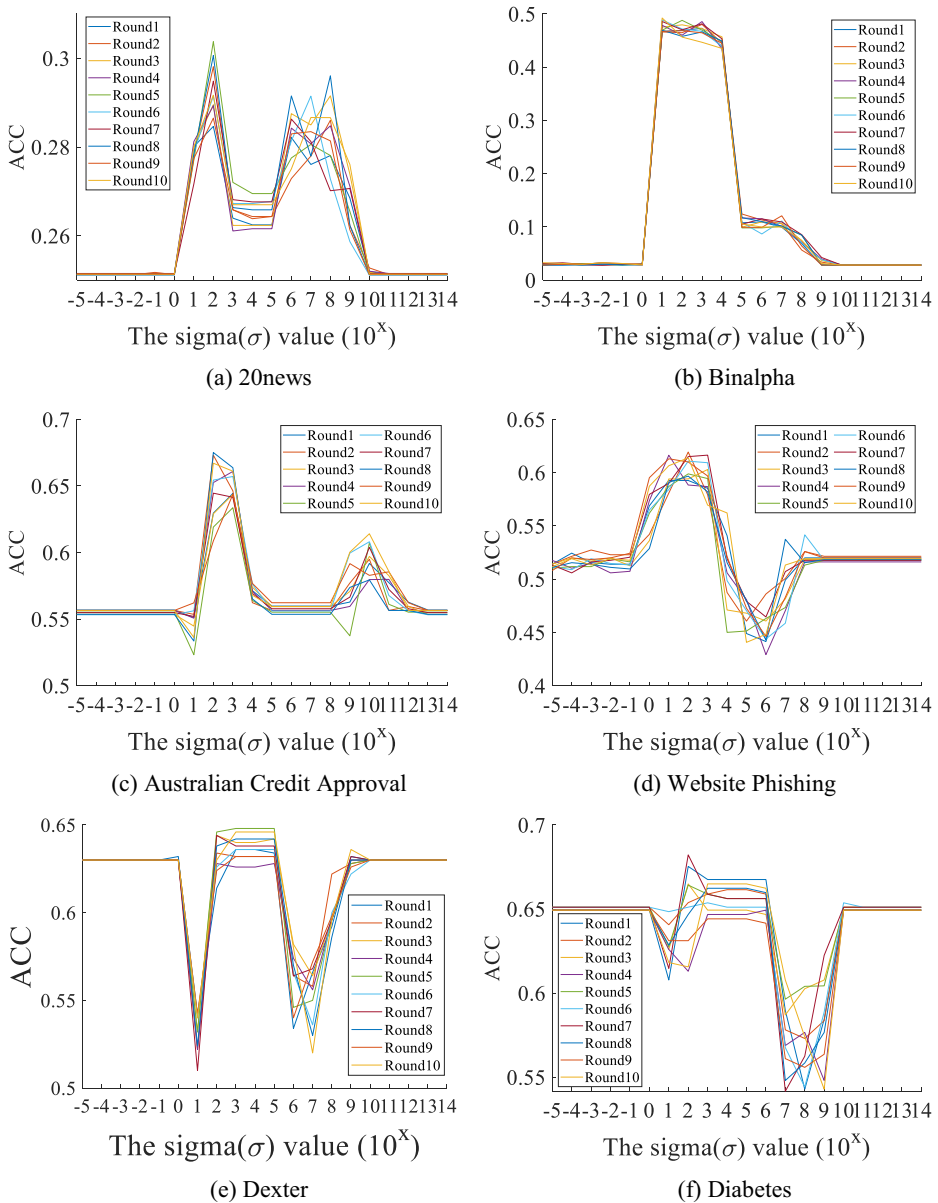 0.3
0.28
0.26
ACC
Round1
Round2
Round3
Round4
Round5
Round6
Round7
Round8
Round9
Round10
-5-4-3-2-1 0 1 2 3 4 5 6 7 8 9 1011121314
The sigma(σ) value (10^x)
(a) 20news
0.5
0.4
0.3
0.2
0.1
0
ACC
Round1
Round2
Round3
Round4
Round5
Round6
Round7
Round8
Round9
Round10
-5-4-3-2-1 0 1 2 3 4 5 6 7 8 9 1011121314
The sigma(σ) value (10^x)
(b) Binalpha
0.7
0.65
0.6
0.55
0.5
ACC
Round1 Round6
Round2 Round7
Round3 Round8
Round4 Round9
Round5 Round10
-5-4-3-2-1 0 1 2 3 4 5 6 7 8 9 1011121314
The sigma(σ) value (10^x)
(c) Australian Credit Approval
0.65
0.6
0.55
0.5
0.45
0.4
ACC
Round1 Round6
Round2 Round7
Round3 Round8
Round4 Round9
Round5 Round10
-5-4-3-2-1 0 1 2 3 4 5 6 7 8 9 1011121314
The sigma(σ) value (10^x)
(d) Website Phishing
0.65
0.6
0.55
0.5
ACC
Round1
Round2
Round3
Round4
Round5
Round6
Round7
Round8
Round9
Round10
-5-4-3-2-1 0 1 2 3 4 5 6 7 8 9 1011121314
The sigma(σ) value (10^x)
(e) Dexter
0.7
0.65
0.6
0.55
ACC
Round1
Round2
Round3
Round4
Round5
Round6
Round7
Round8
Round9
Round10
-5-4-3-2-1 0 1 2 3 4 5 6 7 8 9 1011121314
The sigma(σ) value (10^x)
(f) Diabetes